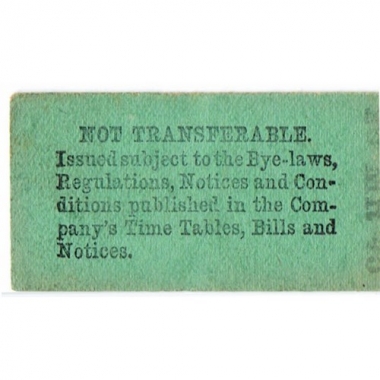 NOT TRANSFERABLE.
Issued subject to the Bye-laws,
Regulations, Notices and Con-
ditions published in the Com-
pany's Time Tables, Bills and
Notices.